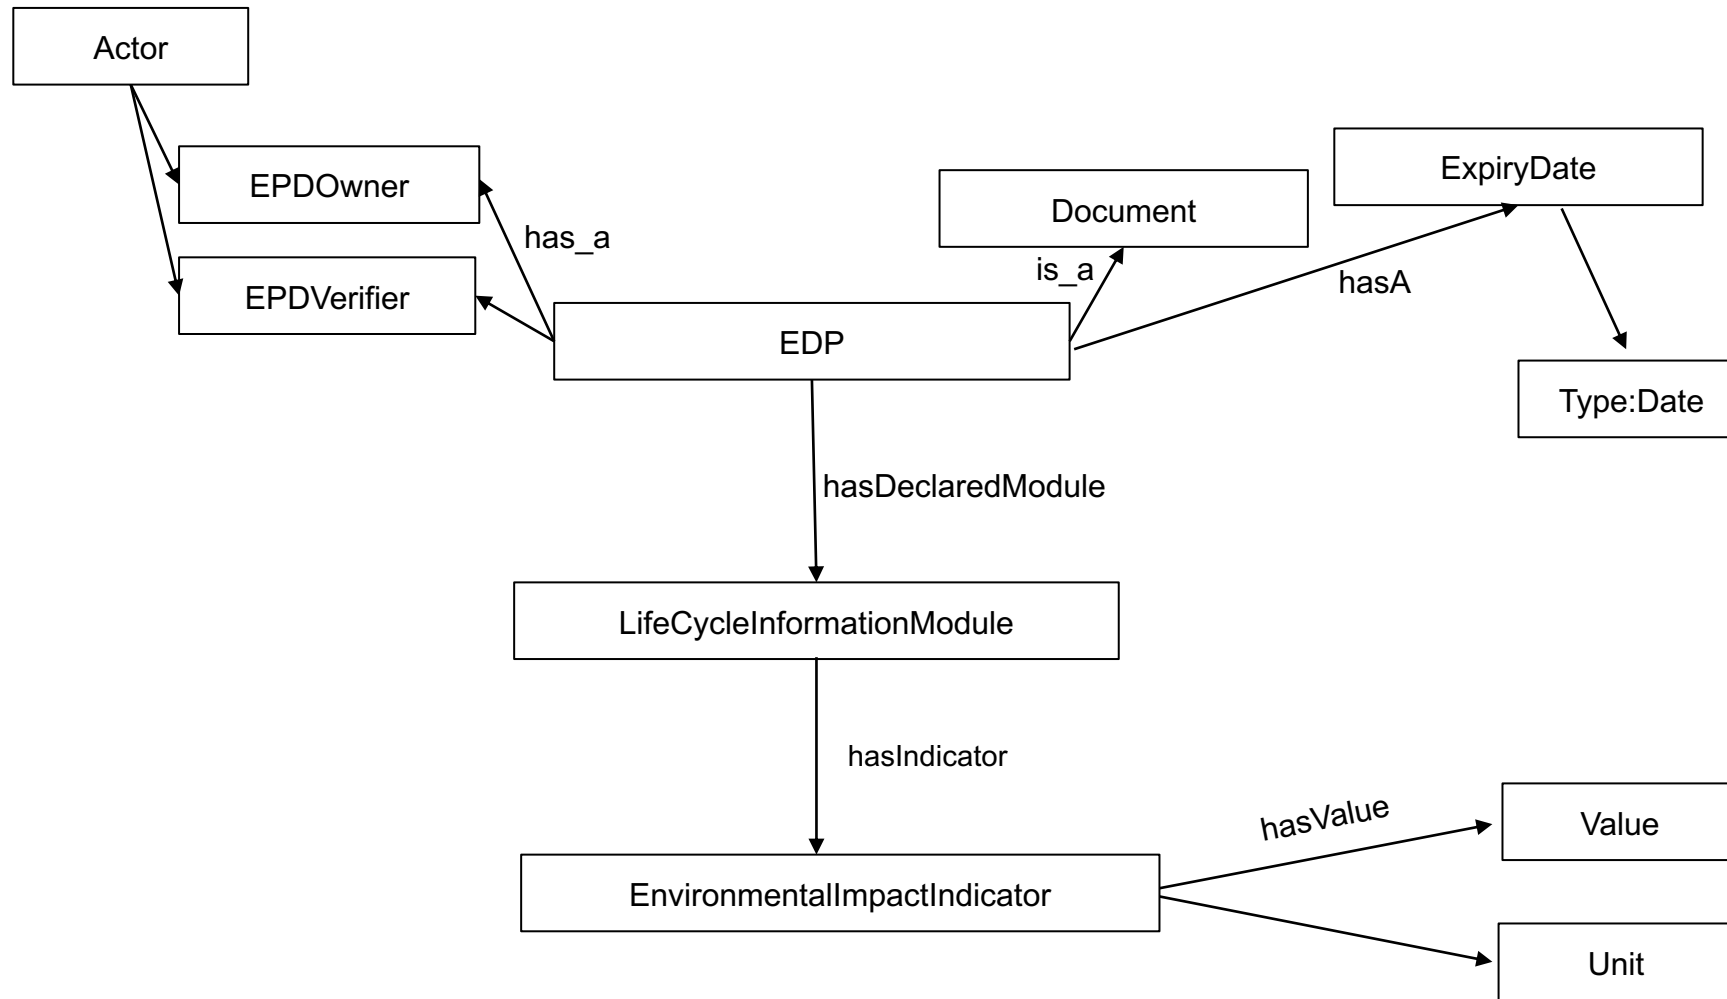 Actor
EPDOwner
ExpiryDate
Document
has_a
is_a
hasA
EPDVerifier
EDP
Type:Date
hasDeclaredModule
LifeCycleInformationModule
hasIndicator
hasValue
Value
EnvironmentalImpactIndicator
Unit